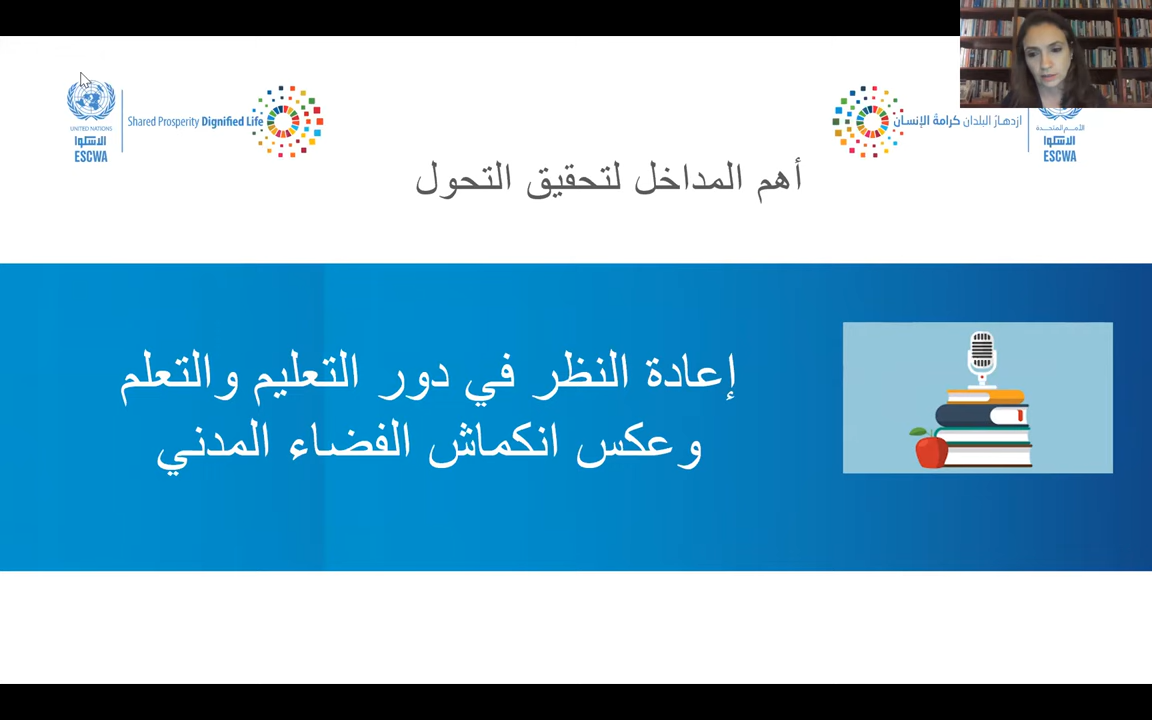 UNITED NATIONS
الاسكوا
ESCWA
Shared Prosperity Dignified Life
ازدهار البلدان كرامة الإنسان
الأمم المتحدة
الاسكوا
ESCWA
أهم المداخل لتحقيق التحول
إعادة النظر في دور التعليم والتعلم
وعكس انكماش الفضاء المدني